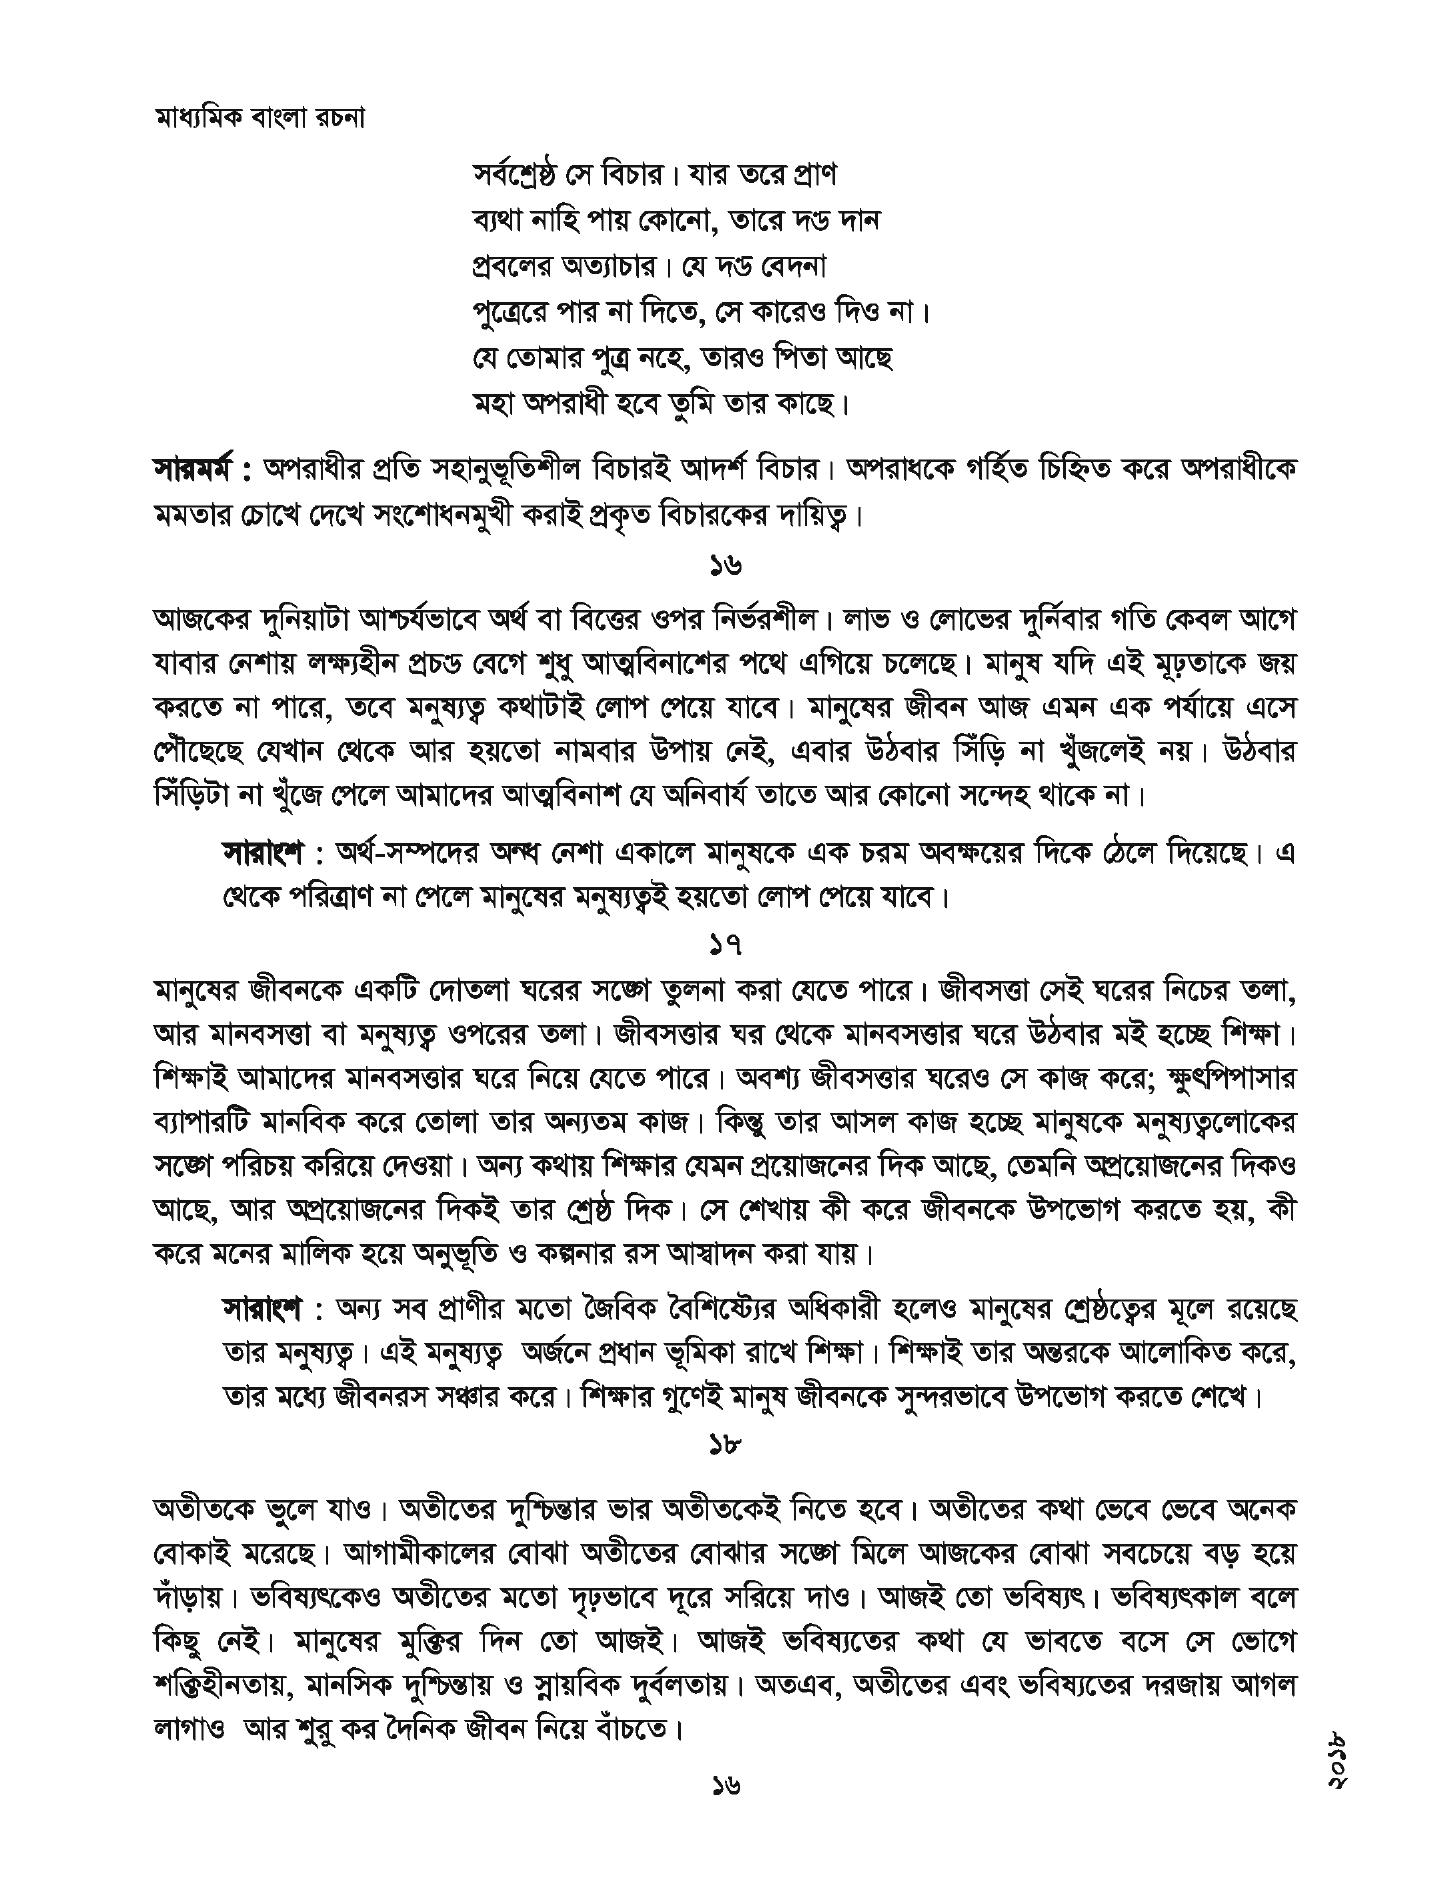 মাধ্যমিক বাংলা রচনা
সর্বশ্রেষ্ঠ সে বিচার। যার তরে প্রাণ
ব্যথা নাহি পায় কোনো, তারে দণ্ড দান
প্রবলের অত্যাচার। যে দণ্ড বেদনা
পুত্রেরে পার না দিতে, সে কারেও দিও না।
যে তোমার পুত্র নহে, তারও পিতা আছে
মহা অপরাধী হবে তুমি তার কাছে।
সারমর্ম : অপরাধীর প্রতি সহানুভূতিশীল বিচারই আদর্শ বিচার। অপরাধকে গর্হিত চিহ্নিত করে অপরাধীকে
মমতার চোখে দেখে সংশোধনমুখী করাই প্রকৃত বিচারকের দায়িত্ব।
১৬
আজকের দুনিয়াটা আশ্চর্যভাবে অর্থ বা বিত্তের ওপর নির্ভরশীল। লাভ ও লোভের দুর্নিবার গতি কেবল আগে
যাবার নেশায় লক্ষ্যহীন প্রচণ্ড বেগে শুধু আত্মবিনাশের পথে এগিয়ে চলেছে। মানুষ যদি এই মূঢ়তাকে জয়
করতে না পারে, তবে মনুষ্যত্ব কথাটাই লোপ পেয়ে যাবে। মানুষের জীবন আজ এমন এক পর্যায়ে এসে
পৌঁছেছে যেখান থেকে আর হয়তো নামবার উপায় নেই, এবার উঠবার সিঁড়ি না খুঁজলেই নয়। উঠবার
সিঁড়িটা না খুঁজে পেলে আমাদের আত্মবিনাশ যে অনিবার্য তাতে আর কোনো সন্দেহ থাকে না।
সারাংশ : অর্থ-সম্পদের অন্ধ নেশা একালে মানুষকে এক চরম অবক্ষয়ের দিকে ঠেলে দিয়েছে। এ
থেকে পরিত্রাণ না পেলে মানুষের মনুষ্যত্বই হয়তো লোপ পেয়ে যাবে।
১৭
মানুষের জীবনকে একটি দোতলা ঘরের সঙ্গে তুলনা করা যেতে পারে। জীবসত্তা সেই ঘরের নিচের তলা,
আর মানবসত্তা বা মনুষ্যত্ব ওপরের তলা। জীবসত্তার ঘর থেকে মানবসত্তার ঘরে উঠবার মই হচ্ছে শিক্ষা।
শিক্ষাই আমাদের মানবসত্তার ঘরে নিয়ে যেতে পারে। অবশ্য জীবসত্তার ঘরেও সে কাজ করে; ক্ষুৎপিপাসার
ব্যাপারটি মানবিক করে তোলা তার অন্যতম কাজ। কিন্তু তার আসল কাজ হচ্ছে মানুষকে মনুষ্যত্বলোকের
সঙ্গে পরিচয় করিয়ে দেওয়া। অন্য কথায় শিক্ষার যেমন প্রয়োজনের দিক আছে, তেমনি অপ্রয়োজনের দিকও
আছে, আর অপ্রয়োজনের দিকই তার শ্রেষ্ঠ দিক। সে শেখায় কী করে জীবনকে উপভোগ করতে হয়, কী
করে মনের মালিক হয়ে অনুভূতি ও কল্পনার রস আস্বাদন করা যায়।
সারাংশ : অন্য সব প্রাণীর মতো জৈবিক বৈশিষ্ট্যের অধিকারী হলেও মানুষের শ্রেষ্ঠত্বের মূলে রয়েছে
তার মনুষ্যত্ব। এই মনুষ্যত্ব অর্জনে প্রধান ভূমিকা রাখে শিক্ষা। শিক্ষাই তার অন্তরকে আলোকিত করে,
তার মধ্যে জীবনরস সঞ্চার করে। শিক্ষার গুণেই মানুষ জীবনকে সুন্দরভাবে উপভোগ করতে শেখে।
১৮
অতীতকে ভুলে যাও। অতীতের দুশ্চিন্তার ভার অতীতকেই নিতে হবে। অতীতের কথা ভেবে ভেবে অনেক
বোকাই মরেছে। আগামীকালের বোঝা অতীতের বোঝার সঙ্গে মিলে আজকের বোঝা সবচেয়ে বড় হয়ে
দাঁড়ায়। ভবিষ্যৎকেও অতীতের মতো দৃঢ়ভাবে দূরে সরিয়ে দাও। আজই তো ভবিষ্যৎ। ভবিষ্যৎকাল বলে
কিছু নেই। মানুষের মুক্তির দিন তো আজই। আজই ভবিষ্যতের কথা যে ভাবতে বসে সে ভোগে
শক্তিহীনতায়, মানসিক দুশ্চিন্তায় ও স্নায়বিক দুর্বলতায়। অতএব, অতীতের এবং ভবিষ্যতের দরজায় আগল
লাগাও আর শুরু কর দৈনিক জীবন নিয়ে বাঁচতে।
১৬
২০১৮